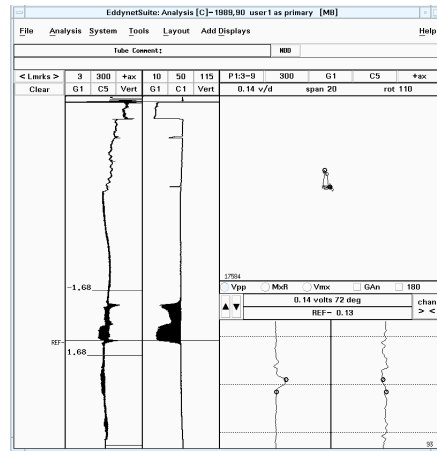 EddynetSuite: Analysis [C]-1989,90 user1 as primary [MB]
File Analysis System Tools Layout Add Displays Help
Tube Comment: NDD
< Lmrks > 3 300 +ax 10 50 115 P1:3-9 300 G1 C5 +ax
Clear G1 C5 Vert G1 C1 Vert 0.14 v/d span 20 rot 110
17584
-1.68
Vpp MxR Vmx GAn 180
0.14 volts 72 deg chan
REF- 0.13 < >
REF-
1.68
93